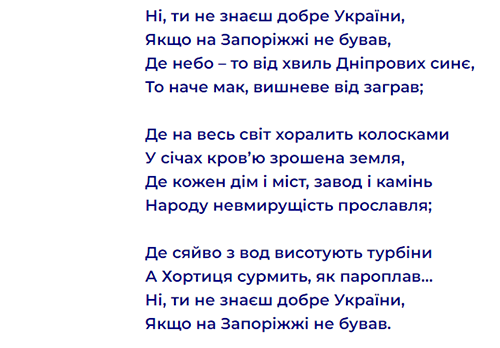 Ні, ти не знаєш добре України,
Якщо на Запоріжжі не бував,
Де небо – то від хвиль Дніпрових синє,
То наче мак, вишневе від заграв;
Де на весь світ хоралить колосками
У січах кров’ю зрошена земля,
Де кожен дім і міст, завод і камінь
Народу невмирущість прославля;
Де сяйво з вод висотують турбіни
А Хортиця сурмить, як пароплав...
Ні, ти не знаєш добре України,
Якщо на Запоріжжі не бував.